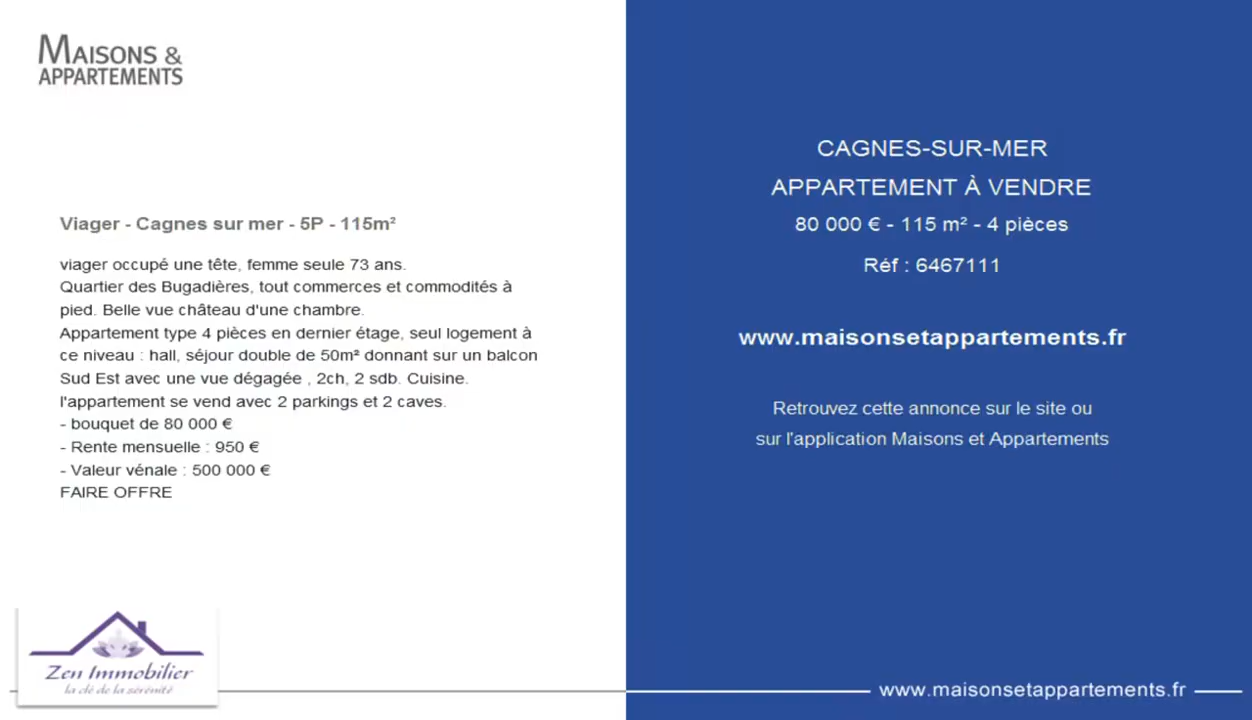 MAISONS &
APPARTEMENTS
Viager - Cagnes sur mer - 5P - 115m²
viager occupé une tête, femme seule 73 ans.
Quartier des Bugadières, tout commerces et commodités à
pied. Belle vue château d'une chambre.
Appartement type 4 pièces en dernier étage, seul logement à
ce niveau : hall, séjour double de 50m² donnant sur un balcon
Sud Est avec une vue dégagée , 2ch, 2 sdb. Cuisine.
l'appartement se vend avec 2 parkings et 2 caves.
- bouquet de 80 000 €
- Rente mensuelle : 950 €
- Valeur vénale : 500 000 €
FAIRE OFFRE
Zen Immobilier
la clé de la sérénité
CAGNES-SUR-MER
APPARTEMENT À VENDRE
80 000 € - 115 m² - 4 pièces
Réf : 6467111
www.maisonsetappartements.fr
Retrouvez cette annonce sur le site ou
sur l'application Maisons et Appartements
www.maisonsetappartements.fr